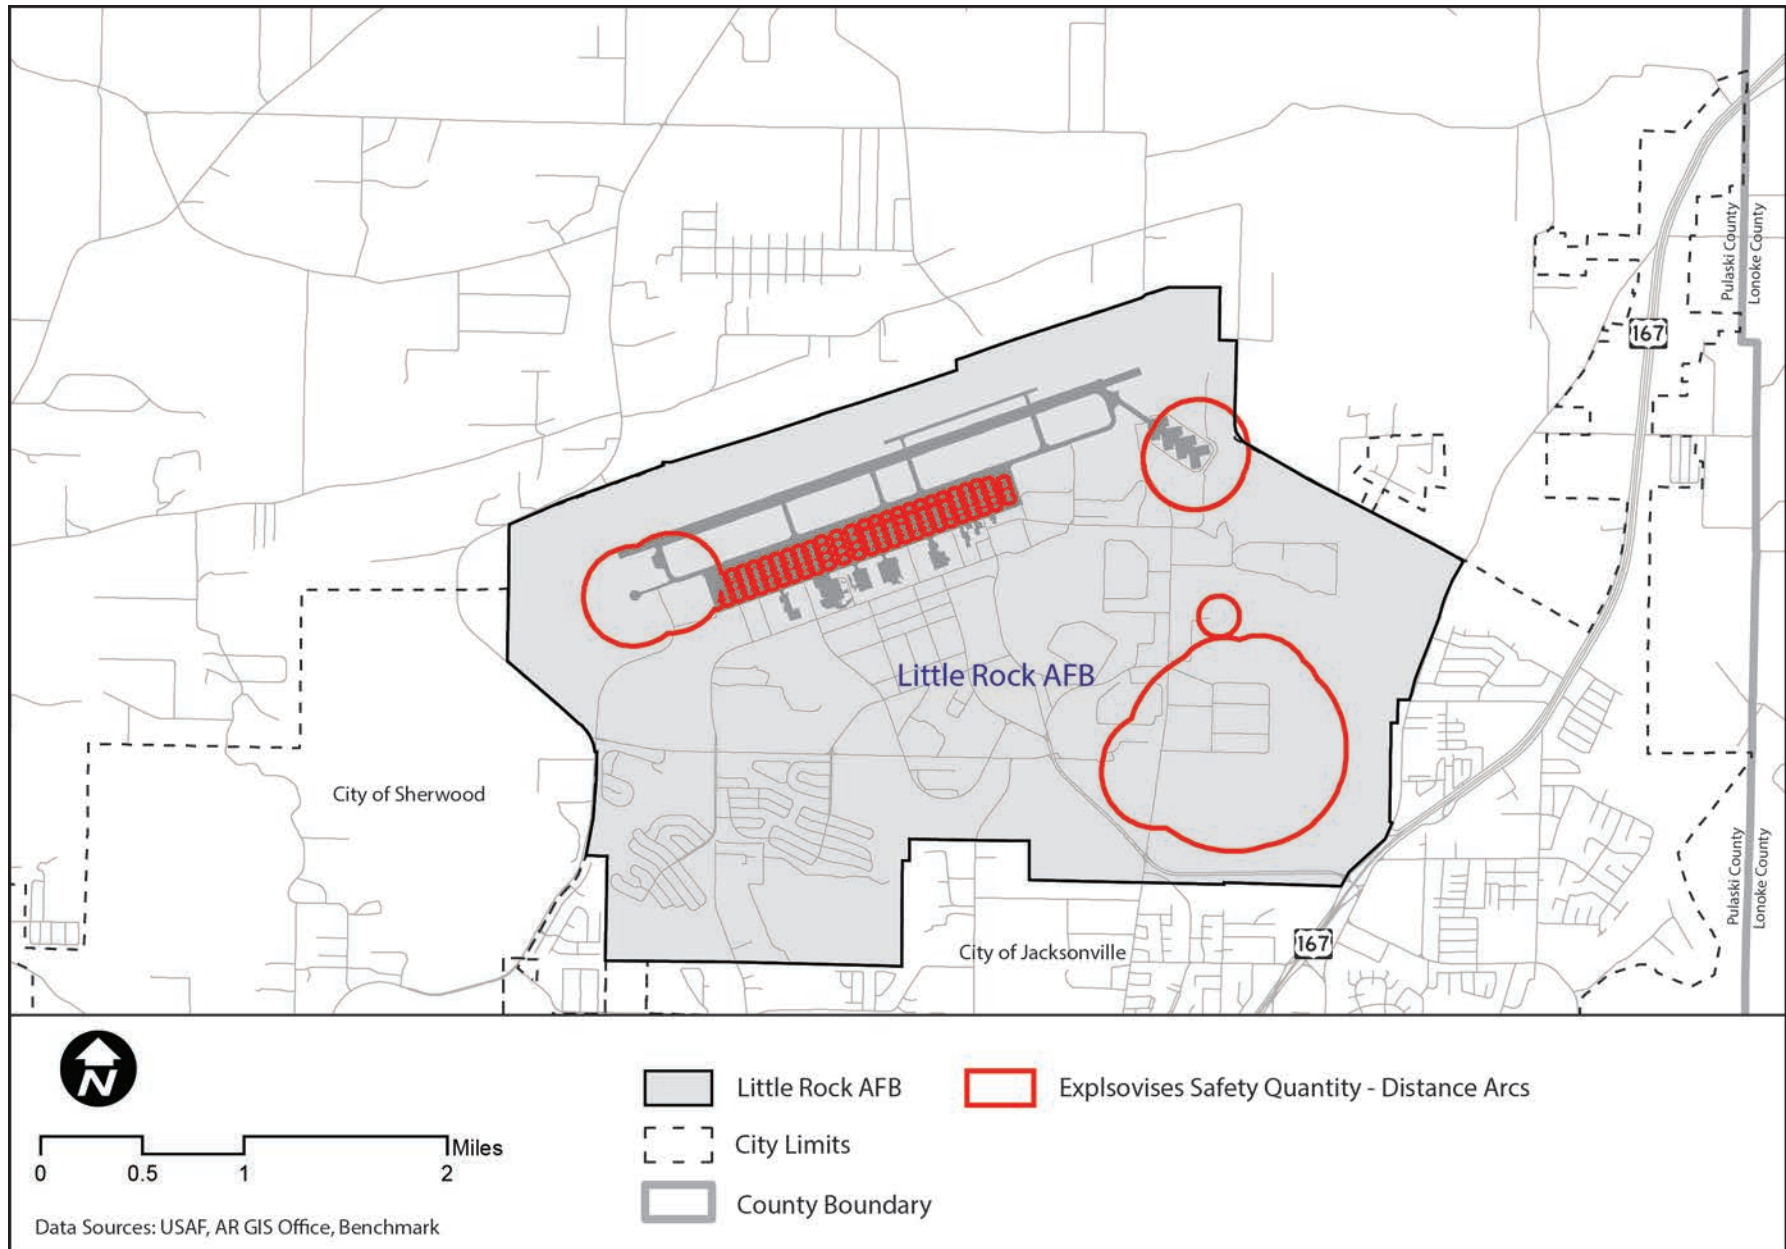 Pulaski County
Lonoke County
167
Little Rock AFB
City of Sherwood
Pulaski County
Lonoke County
City of Jacksonville
167
N
Little Rock AFB
Explsovises Safety Quantity - Distance Arcs
City Limits
County Boundary
Miles
0 0.5 1 2
Data Sources: USAF, AR GIS Office, Benchmark